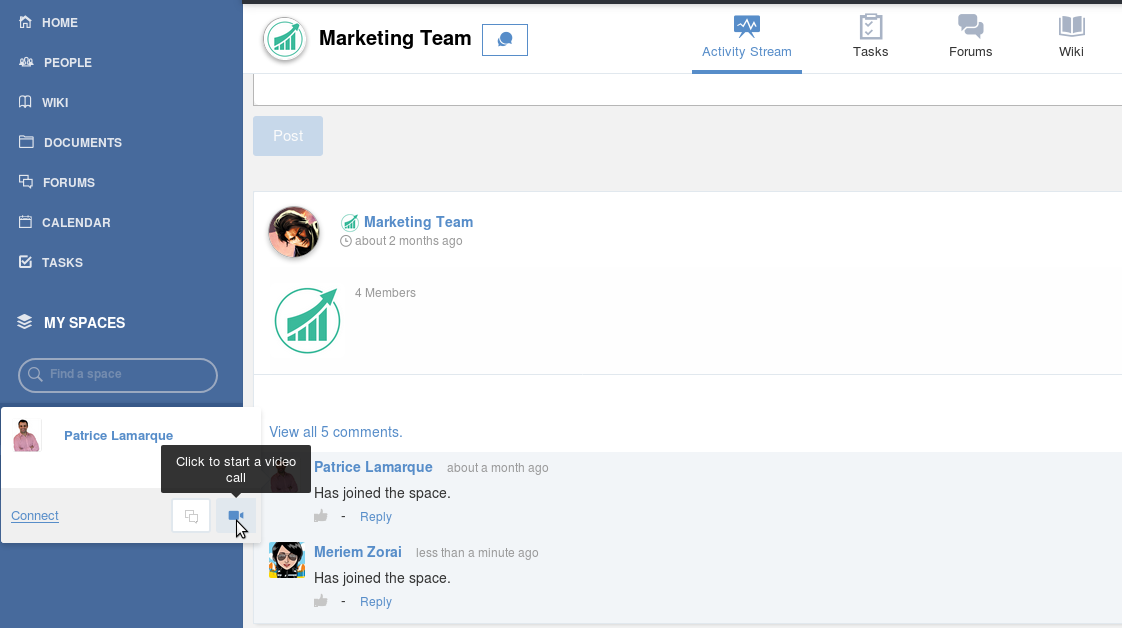 HOME
PEOPLE
WIKI
DOCUMENTS
FORUMS
CALENDAR
TASKS
MY SPACES
Find a space
Patrice Lamarque
Click to start a video
call
Connect
Marketing Team
Activity Stream
Tasks
Forums
Wiki
Post
Marketing Team
about 2 months ago
4 Members
View all 5 comments.
Patrice Lamarque about a month ago
Has joined the space.
- Reply
Meriem Zorai less than a minute ago
Has joined the space.
- Reply